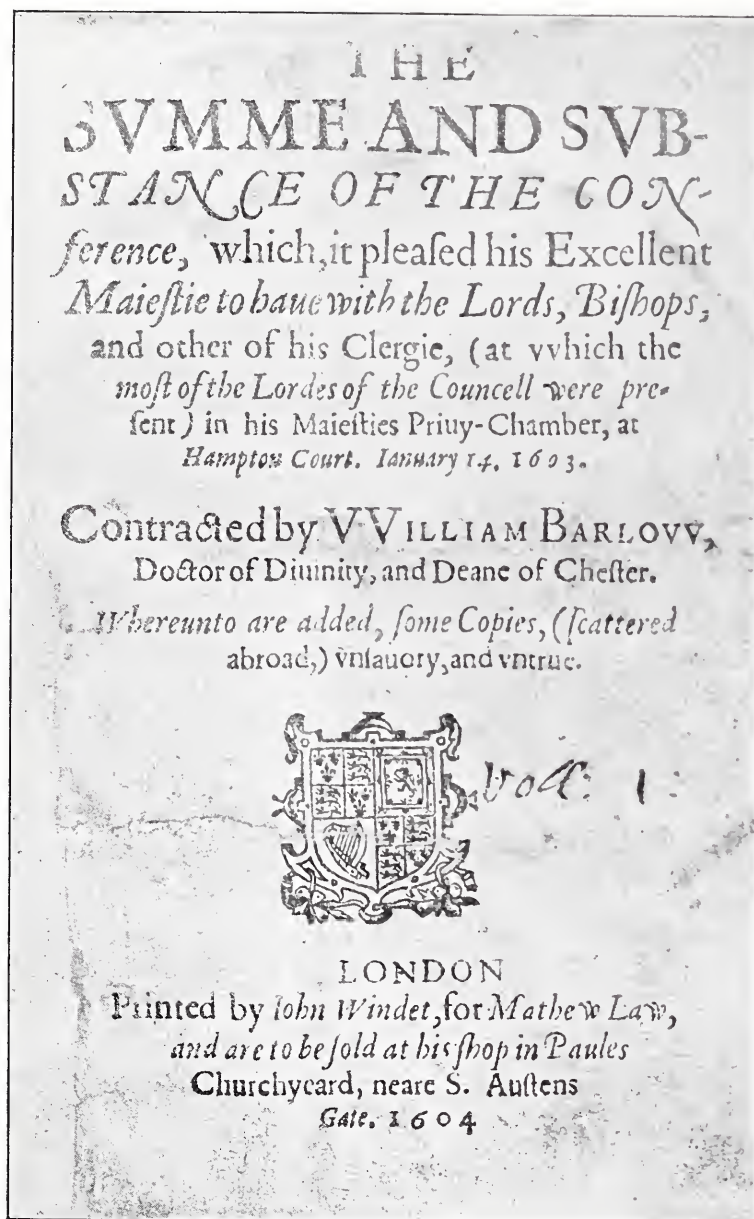 THE
SVMME AND SVB-
STANCE OF THE CON-
ference, which, it pleaſed his Excellent
Maieſtie to haue with the Lords, Biſhops,
and other of his Clergie, (at vvhich the
moſt of the Lordes of the Councell were pre-
ſent) in his Maieſties Priuy-Chamber, at
Hampton Court. Ianuary 14. 1603.
Contracted by VVILLIAM BARLOVV,
Doctor of Diuinity, and Deane of Cheſter.
Whereunto are added, ſome Copies, (ſcattered
abroad,) vnſauory, and vntrue.
LONDON
Printed by Iohn Windet, for Mathew Law,
and are to be ſold at his ſhop in Paules
Churchyeard, neare S. Auſtens
Gate. 1604